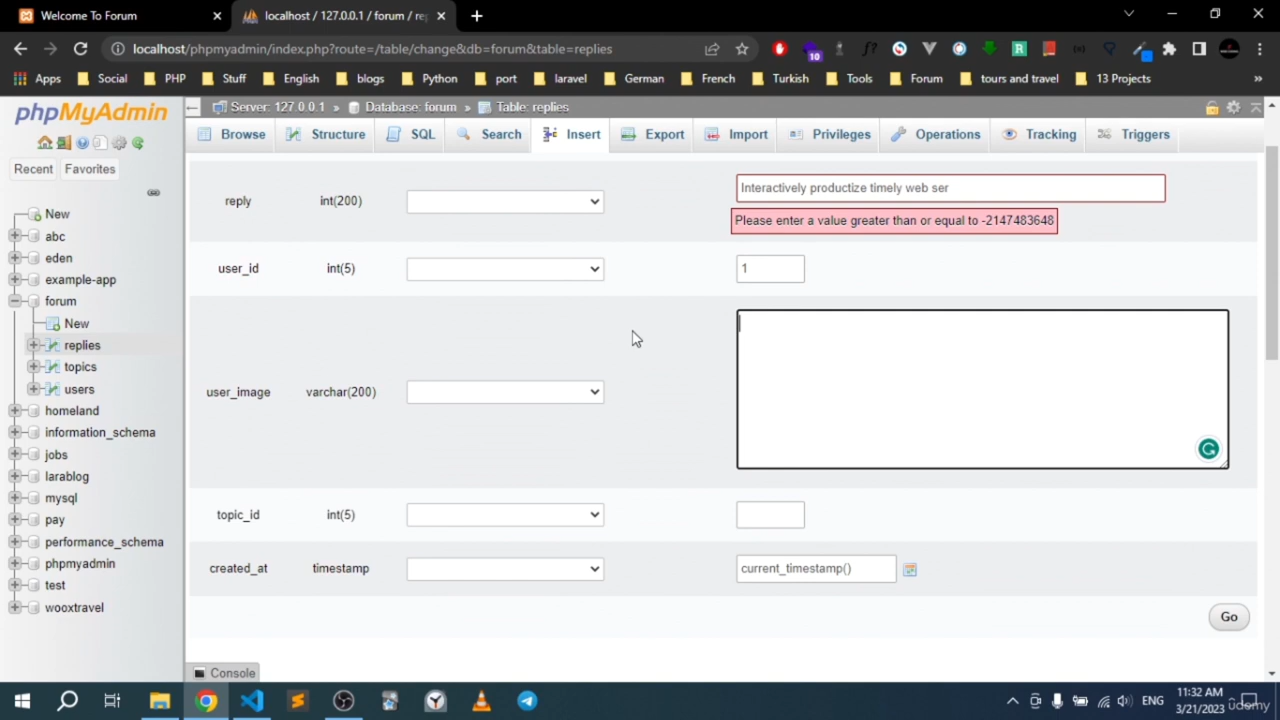 Welcome To Forum
localhost / 127.0.0.1 / forum / rep
localhost/phpmyadmin/index.php?route=/table/change&db=forum&table=replies
10
Apps Social PHP Stuff English blogs Python port laravel German French Turkish Tools Forum tours and travel 13 Projects »
phpMyAdmin
Recent Favorites
New
abc
eden
example-app
forum
New
replies
topics
users
homeland
information_schema
jobs
larablog
mysql
pay
performance_schema
phpmyadmin
test
wooxtravel
Server: 127.0.0.1 » Database: forum » Table: replies
Browse Structure SQL Search Insert Export Import Privileges Operations Tracking Triggers
reply int(200) Interactively productize timely web ser
Please enter a value greater than or equal to -2147483648
user_id int(5) 1
user_image varchar(200)
topic_id int(5)
created_at timestamp current_timestamp()
Go
Console
ENG
11:32 AM
3/21/2023
udemy